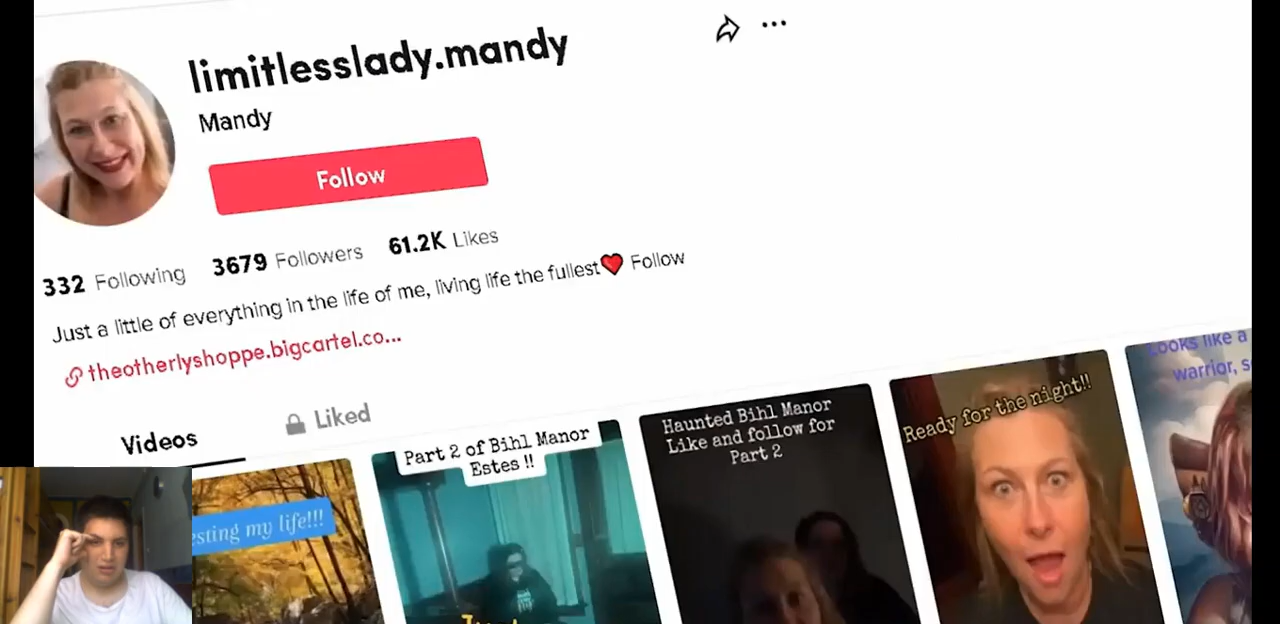 limitlesslady.mandy
Mandy
Follow
332 Following 3679 Followers 61.2K Likes
Just a little of everything in the life of me, living life the fullest❤️ Follow
theotherlyshoppe.bigcartel.co...
Videos Liked
esting my life!!!
Part 2 of Bihl Manor
Estes !!
Haunted Bihl Manor
Like and follow for
Part 2
Ready for the night!!
Looks like a
warrior, s